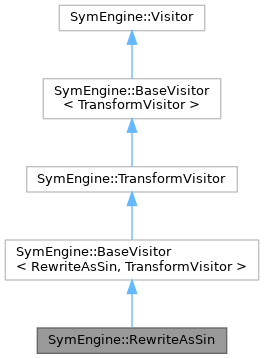 SymEngine::Visitor
SymEngine::BaseVisitor
< TransformVisitor >
SymEngine::TransformVisitor
SymEngine::BaseVisitor
< RewriteAsSin, TransformVisitor >
SymEngine::RewriteAsSin